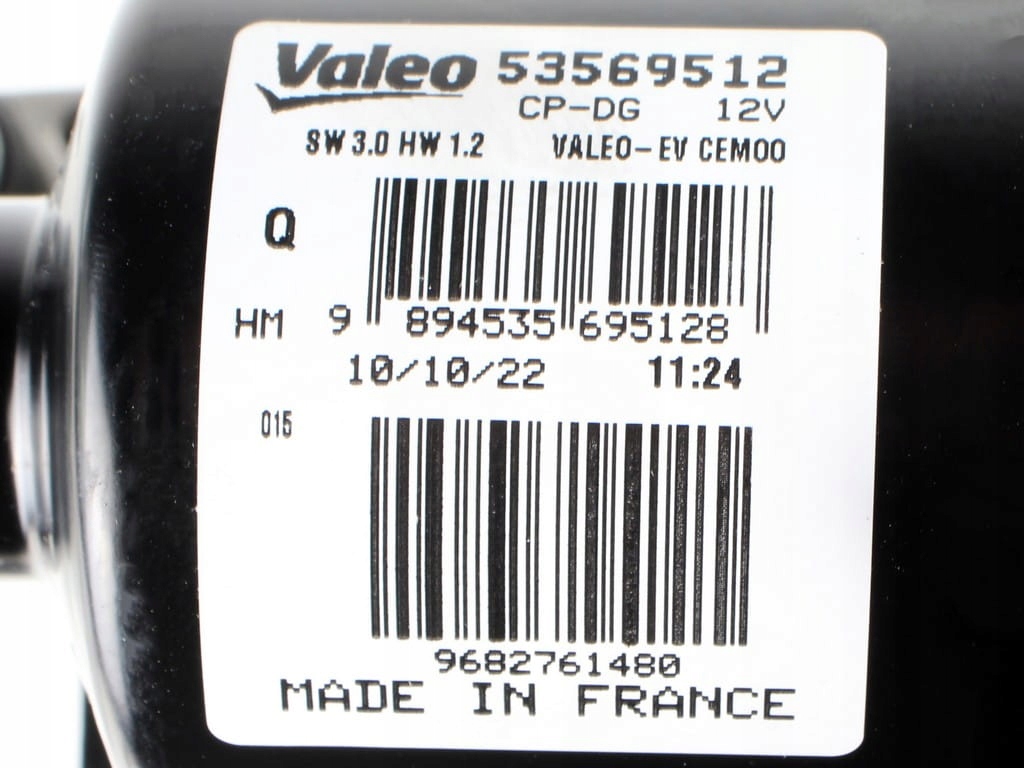 Valeo 53569512
CP-DG 12V
SW 3.0 HW 1.2 VALEO-EV CEM00
Q
HM 9 894535 695128
10/10/22 11:24
015
9682761480
MADE IN FRANCE